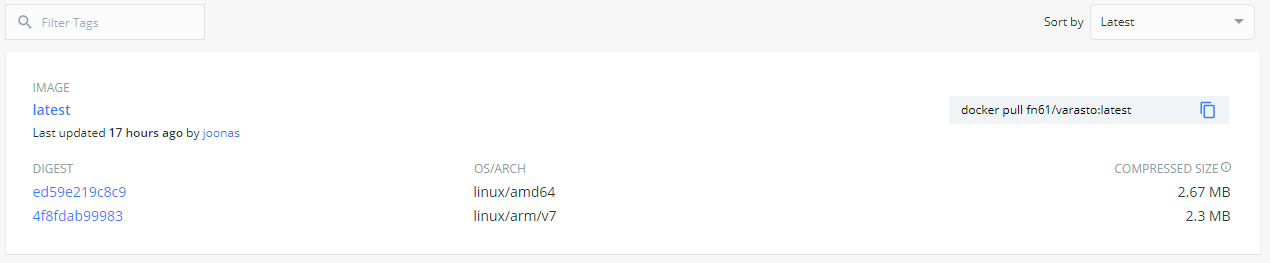 Filter Tags
Sort by
Latest
IMAGE
latest
docker pull fn61/varasto:latest
Last updated 17 hours ago by joonas
DIGEST OS/ARCH COMPRESSED SIZE
ed59e219c8c9 linux/amd64 2.67 MB
4f8fdab99983 linux/arm/v7 2.3 MB